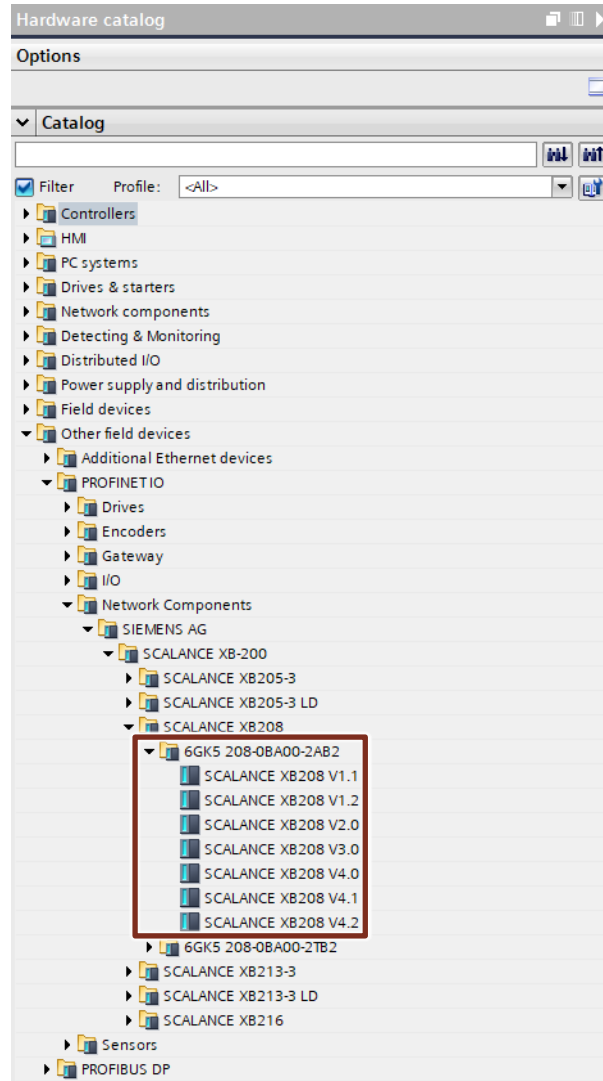 Hardware catalog
Options
Catalog
Filter Profile: <All>
Controllers
HMI
PC systems
Drives & starters
Network components
Detecting & Monitoring
Distributed I/O
Power supply and distribution
Field devices
Other field devices
Additional Ethernet devices
PROFINET IO
Drives
Encoders
Gateway
I/O
Network Components
SIEMENS AG
SCALANCE XB-200
SCALANCE XB205-3
SCALANCE XB205-3 LD
SCALANCE XB208
6GK5 208-0BA00-2AB2
SCALANCE XB208 V1.1
SCALANCE XB208 V1.2
SCALANCE XB208 V2.0
SCALANCE XB208 V3.0
SCALANCE XB208 V4.0
SCALANCE XB208 V4.1
SCALANCE XB208 V4.2
6GK5 208-0BA00-2TB2
SCALANCE XB213-3
SCALANCE XB213-3 LD
SCALANCE XB216
Sensors
PROFIBUS DP